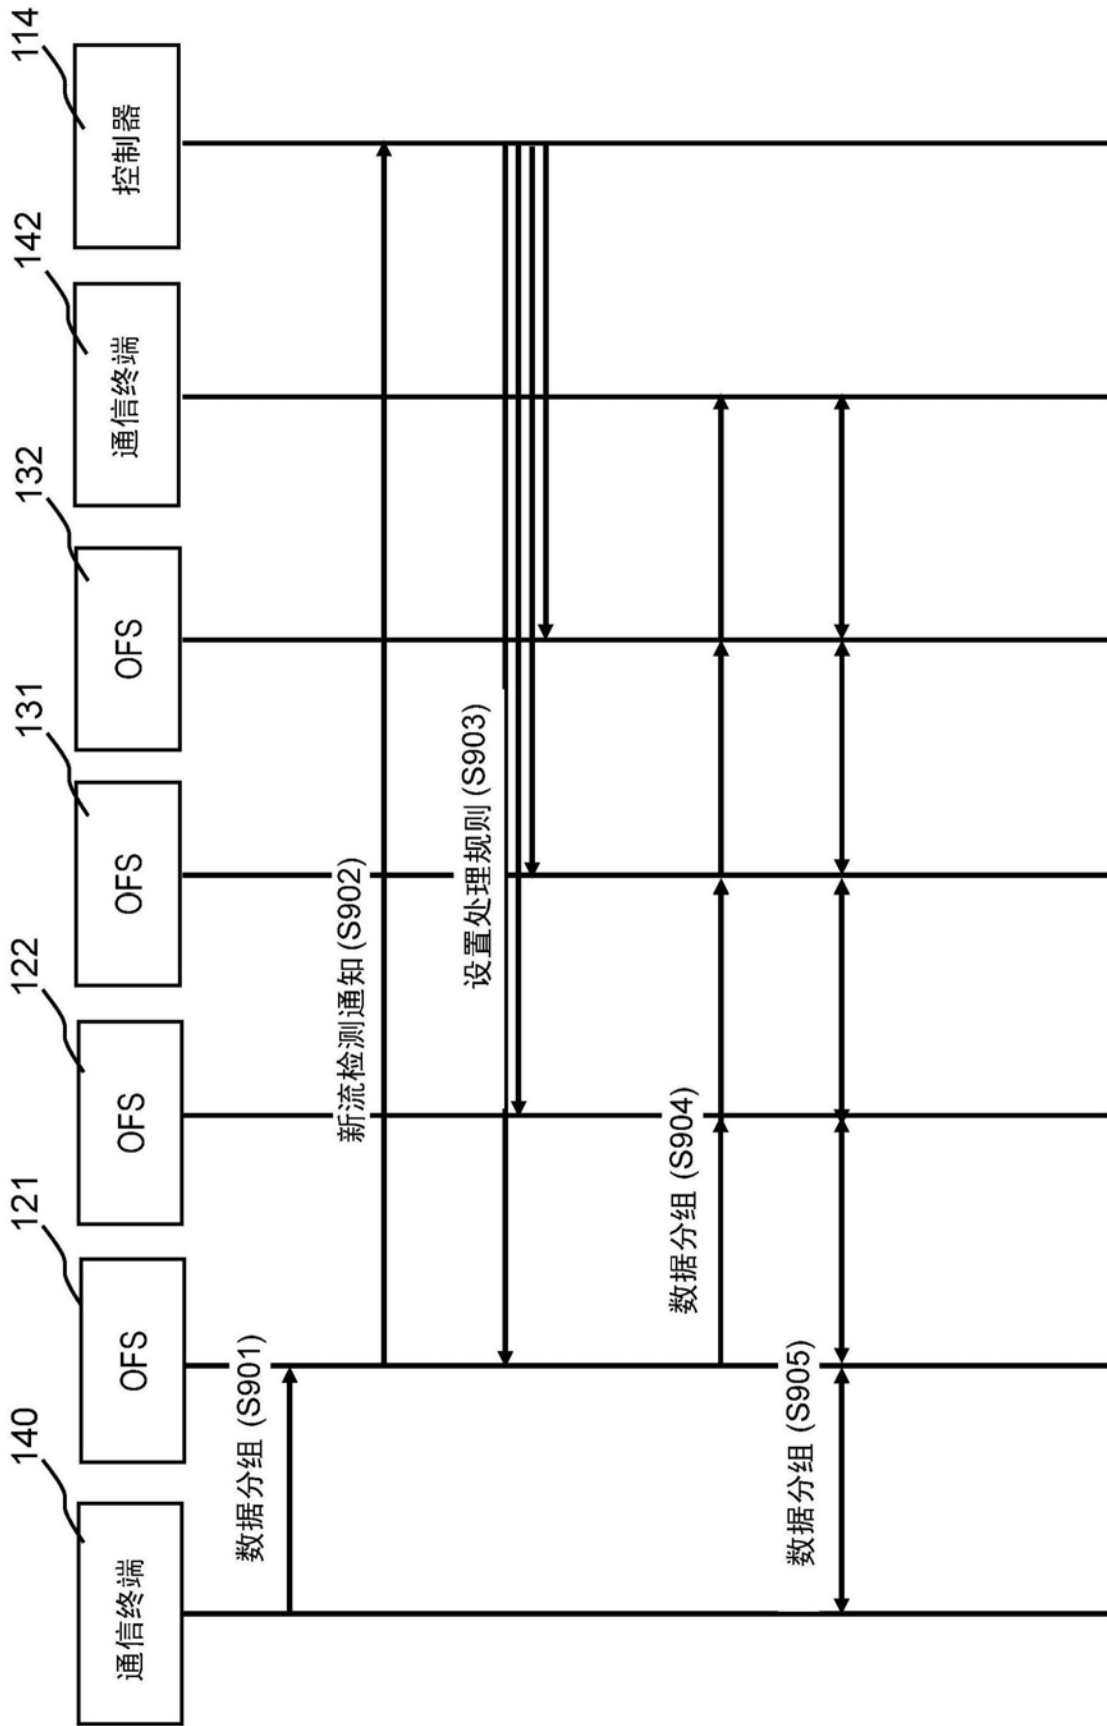 140
121
122
131
132
142
114
通信终端
OFS
OFS
OFS
OFS
通信终端
控制器
数据分组 (S901)
新流检测通知 (S902)
设置处理规则 (S903)
数据分组 (S904)
数据分组 (S905)